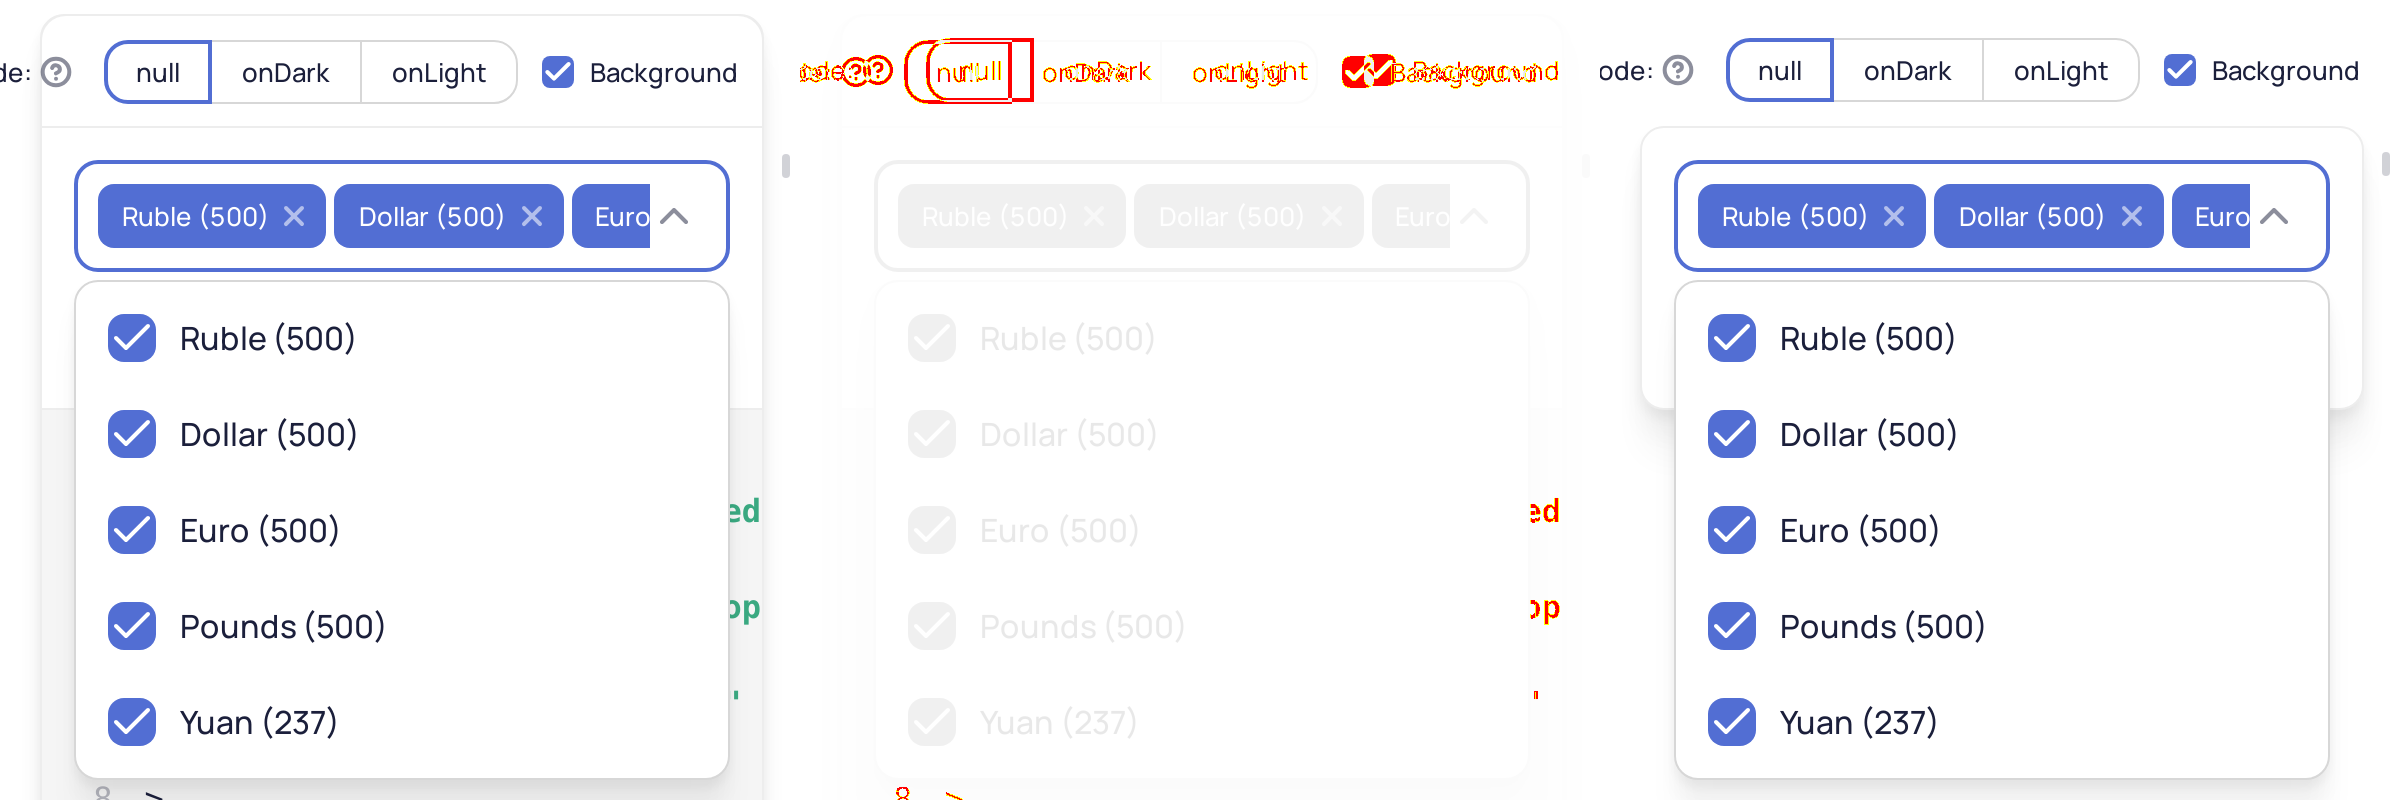 de: null onDark onLight Background
Ruble (500) Dollar (500) Euro
Ruble (500)
Dollar (500)
Euro (500)
Pounds (500)
Yuan (237)
ed
op
'
8 >
null onDark onLight Background
Ruble (500) Dollar (500) Euro
Ruble (500)
Dollar (500)
Euro (500)
Pounds (500)
Yuan (237)
ed
op
"
8 >
ode: null onDark onLight Background
Ruble (500) Dollar (500) Euro
Ruble (500)
Dollar (500)
Euro (500)
Pounds (500)
Yuan (237)